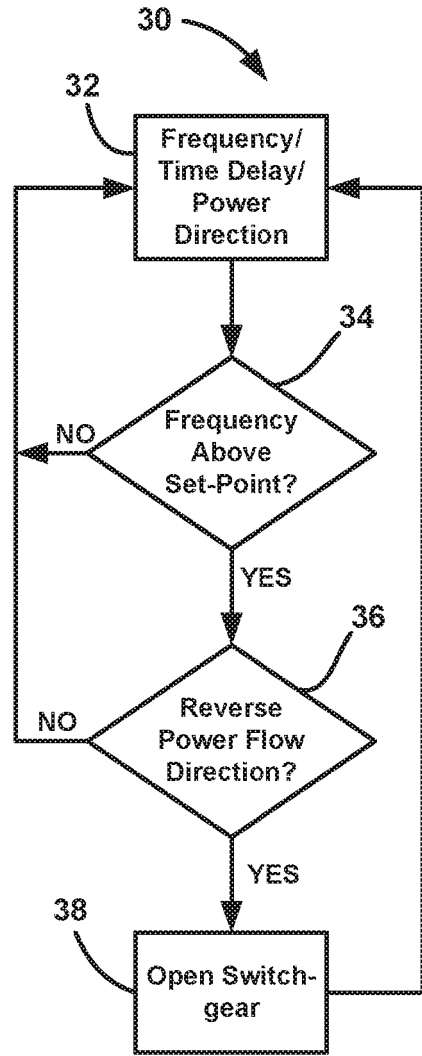 30
32
Frequency/
Time Delay/
Power
Direction
34
Frequency
Above
Set-Point?
NO
YES
36
Reverse
Power Flow
Direction?
NO
YES
38
Open Switch-
gear